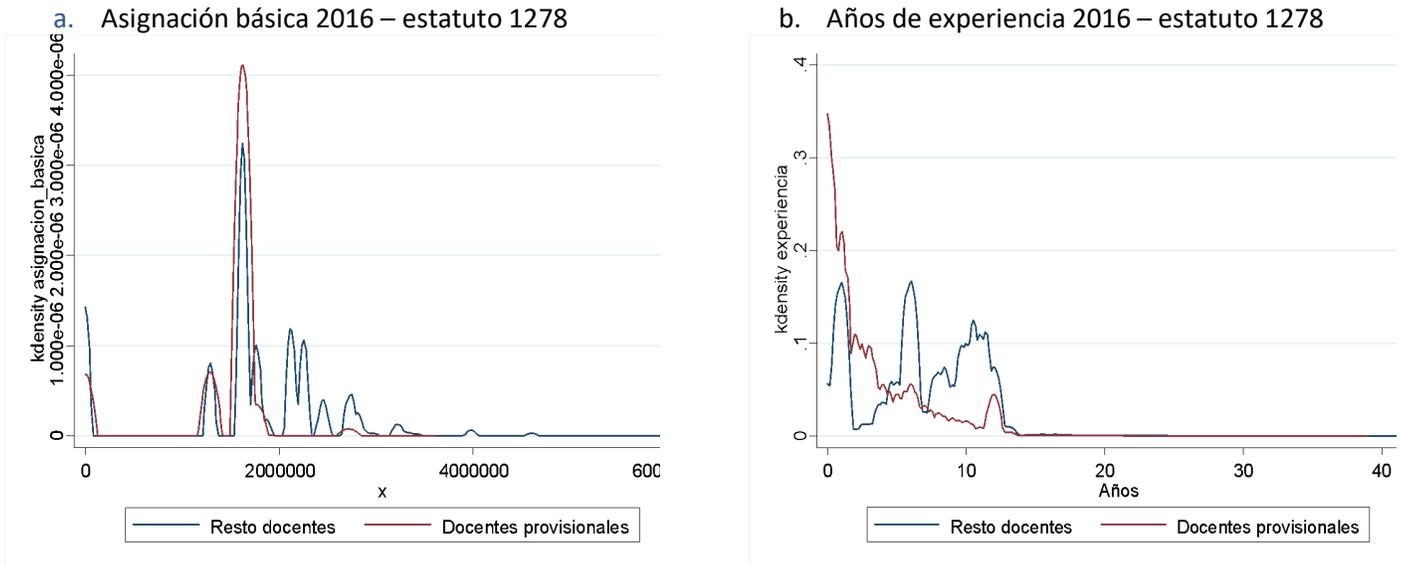 a. Asignación básica 2016 – estatuto 1278
kdensity asignacion_basica
4.000e-06
3.000e-06
2.000e-06
1.000e-06
0
0 2000000 4000000 600
x
Resto docentes Docentes provisionales
b. Años de experiencia 2016 – estatuto 1278
kdensity experiencia
.4
.3
.2
.1
0
0 10 20 30 40
Años
Resto docentes Docentes provisionales